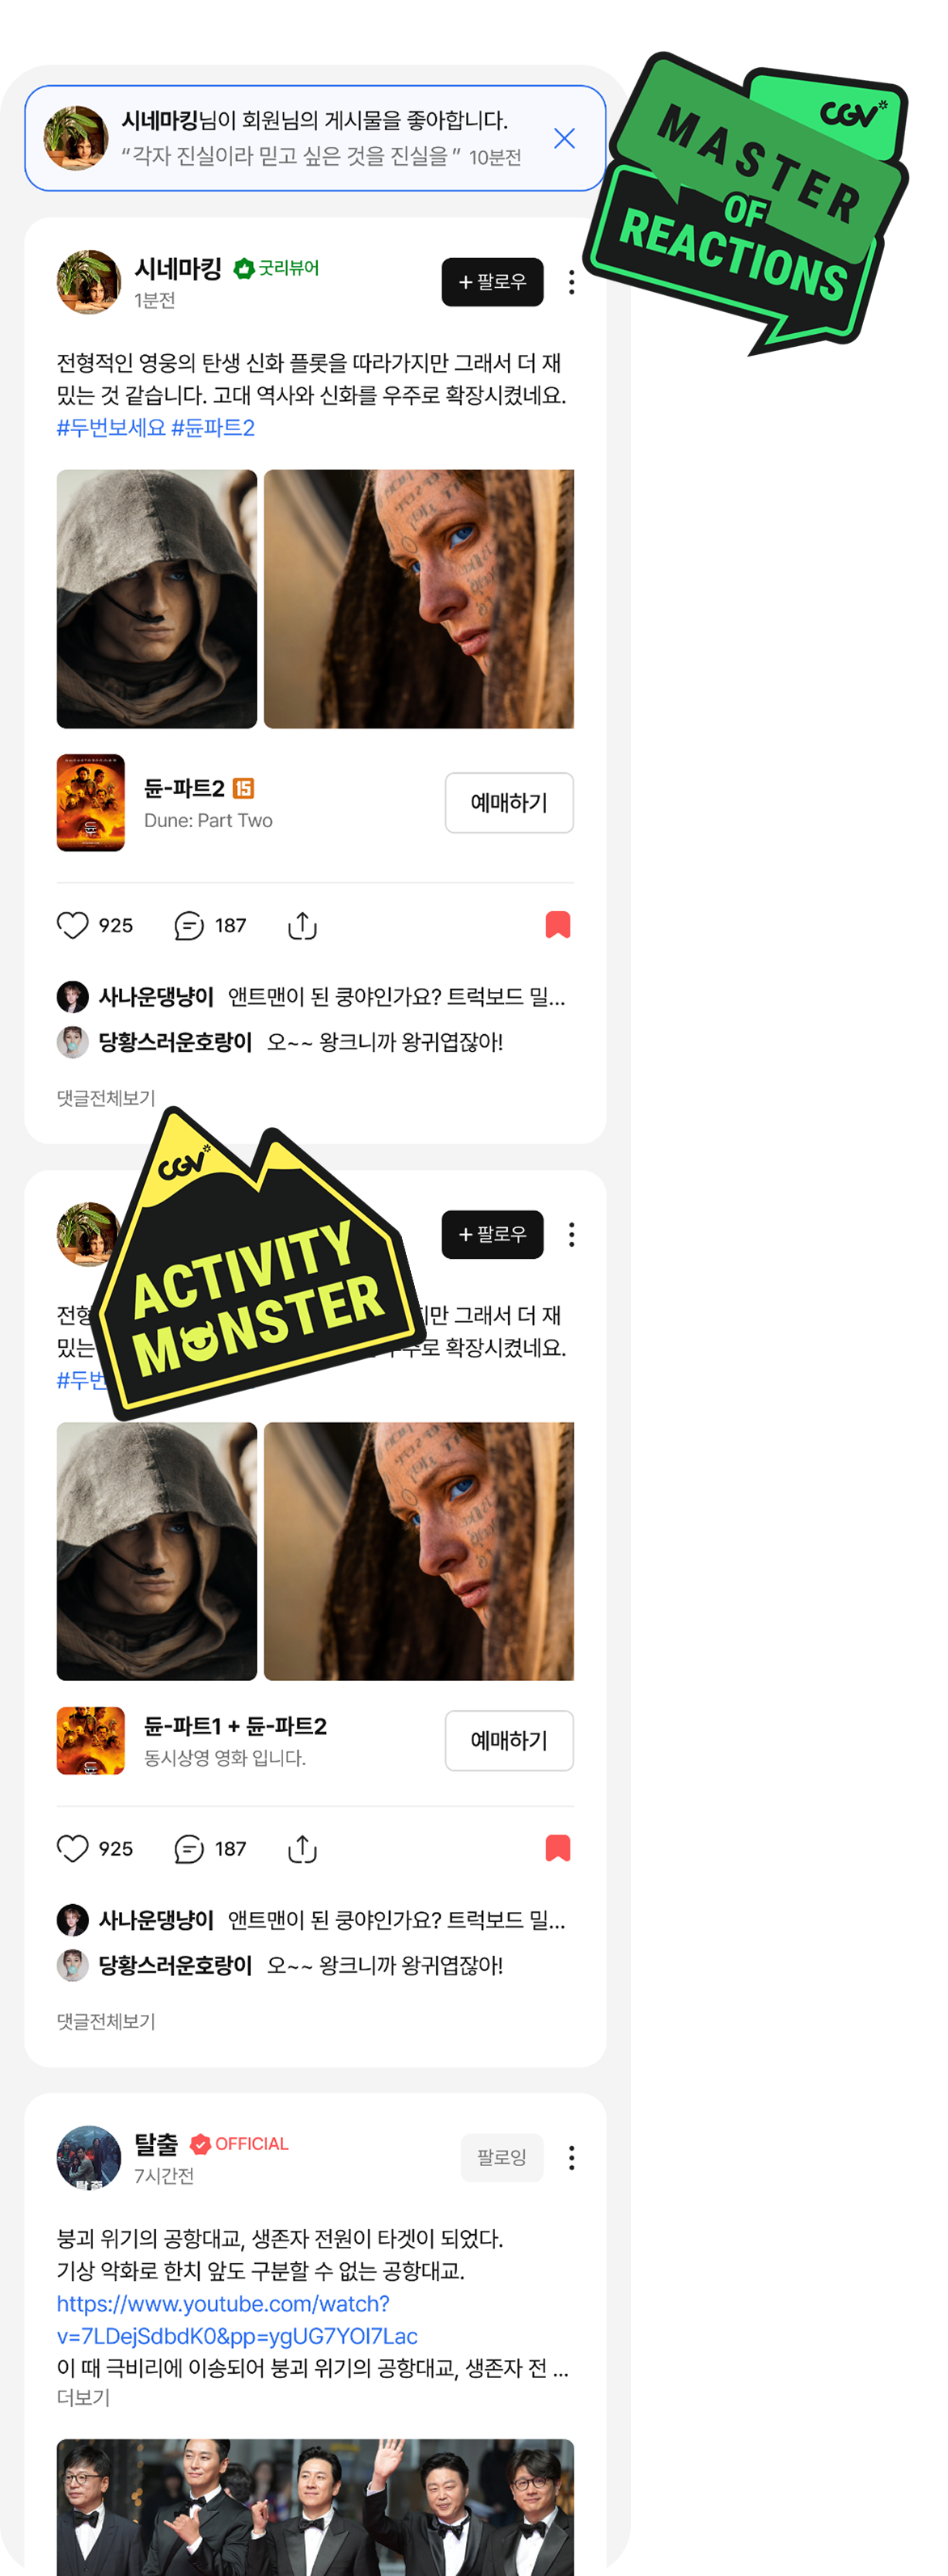 시네마킹님이 회원님의 게시물을 좋아합니다.
“각자 진실이라 믿고 싶은 것을 진실을” 10분전
CGV
MASTER
OF
REACTIONS
시네마킹 굿리뷰어
1분전
+ 팔로우
전형적인 영웅의 탄생 신화 플롯을 따라가지만 그래서 더 재
밌는 것 같습니다. 고대 역사와 신화를 우주로 확장시켰네요.
#두번보세요 #듄파트2
듄
듄-파트2 15
Dune: Part Two
예매하기
925 187
사나운댕냥이 앤트맨이 된 쿵야인가요? 트럭보드 밀...
당황스러운호랑이 오~~ 왕크니까 왕귀엽잖아!
댓글전체보기
CGV
ACTIVITY
MONSTER
+ 팔로우
전형 지만 그래서 더 재
밌는 우주로 확장시켰네요.
#두번
듄-파트1 + 듄-파트2
동시상영 영화 입니다.
예매하기
925 187
사나운댕냥이 앤트맨이 된 쿵야인가요? 트럭보드 밀...
당황스러운호랑이 오~~ 왕크니까 왕귀엽잖아!
댓글전체보기
탈출 OFFICIAL
7시간전
팔로잉
탈출
붕괴 위기의 공항대교, 생존자 전원이 타겟이 되었다.
기상 악화로 한치 앞도 구분할 수 없는 공항대교.
https://www.youtube.com/watch?
v=7LDejSdbdK0&pp=ygUG7YOI7Lac
이 때 극비리에 이송되어 붕괴 위기의 공항대교, 생존자 전 ...
더보기